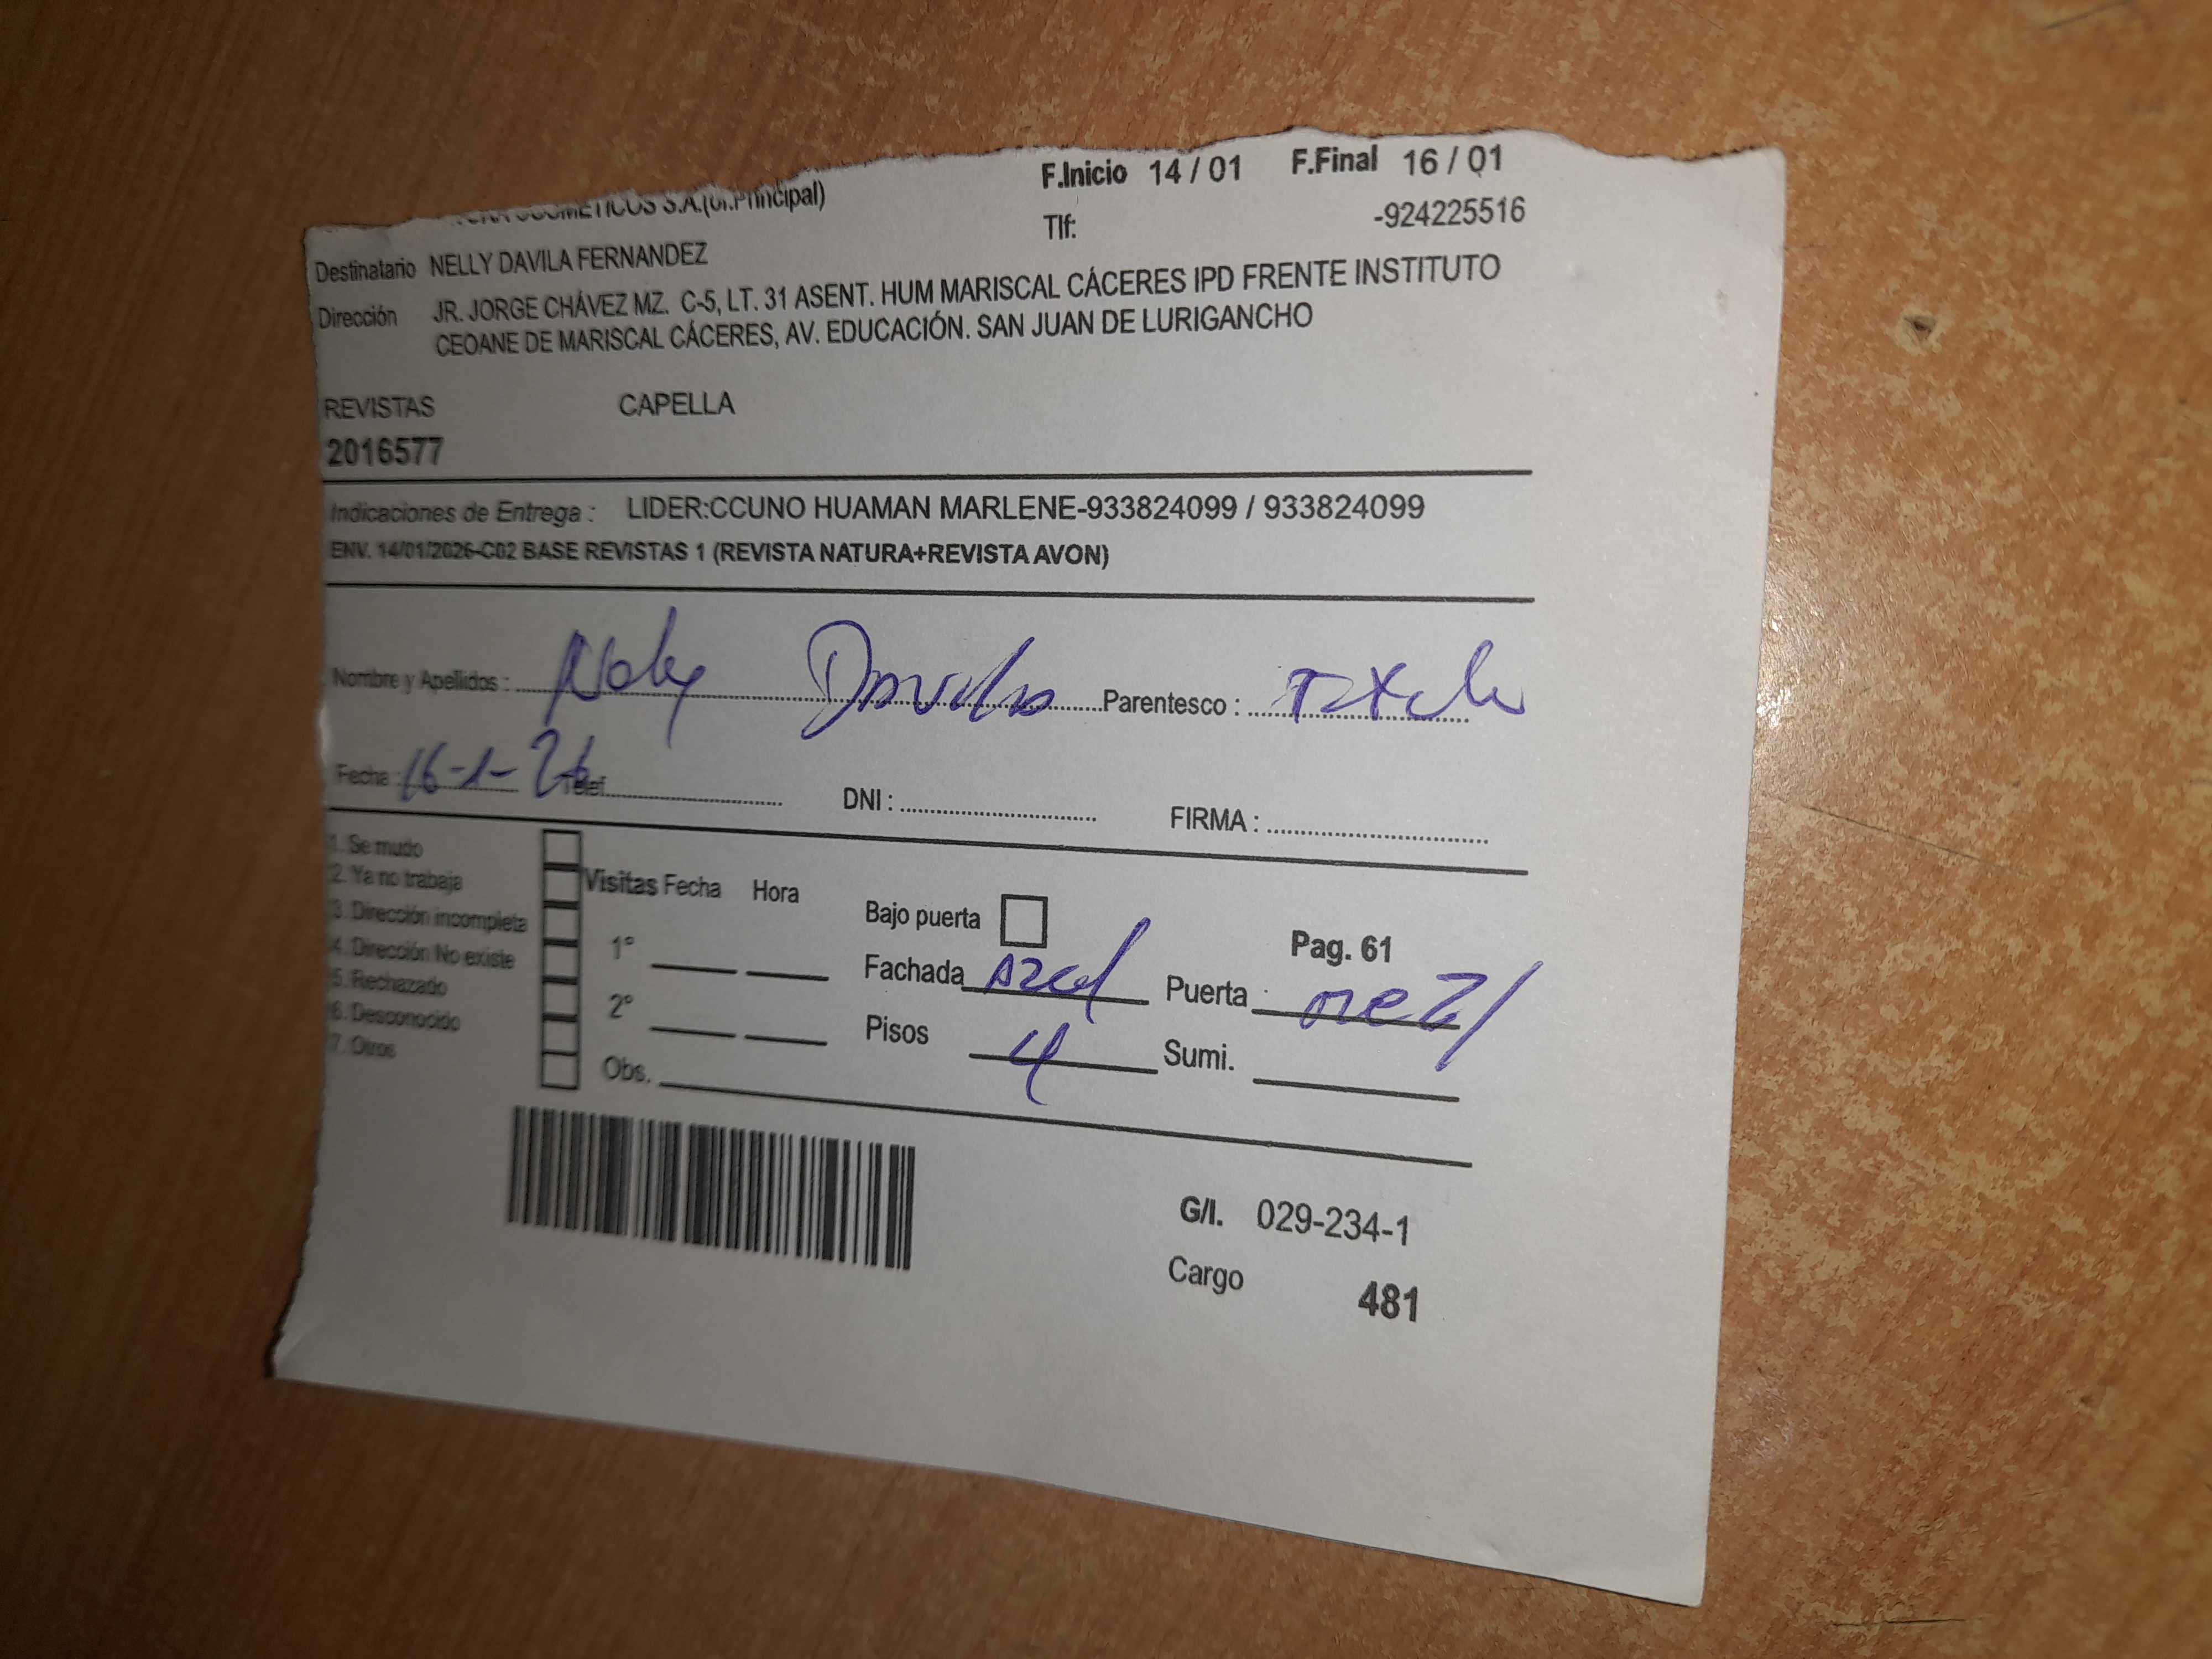 COSMETICOS S.A.(Of.Principal) F.Inicio 14 / 01 F.Final 16 / 01
Tlf: -924225516
Destinatario NELLY DAVILA FERNANDEZ
Dirección JR. JORGE CHÁVEZ MZ. C-5, LT. 31 ASENT. HUM MARISCAL CÁCERES IPD FRENTE INSTITUTO
CEOANE DE MARISCAL CÁCERES, AV. EDUCACIÓN. SAN JUAN DE LURIGANCHO
REVISTAS CAPELLA
2016577
Indicaciones de Entrega : LIDER:CCUNO HUAMAN MARLENE-933824099 / 933824099
ENV. 14/01/2026-C02 BASE REVISTAS 1 (REVISTA NATURA+REVISTA AVON)
Nombre y Apellidos : Nely Davila Parentesco :
Fecha : 16-1-26 Telef. DNI : FIRMA :
1. Se mudo
2. Ya no trabaja
3. Dirección incompleta
4. Dirección No existe
5. Rechazado
6. Desconocido
7. Otros
Visitas Fecha Hora
1°
2°
Obs.
Bajo puerta Pag. 61
Fachada Azul Puerta
Pisos 4 Sumi.
G/I. 029-234-1
Cargo 481